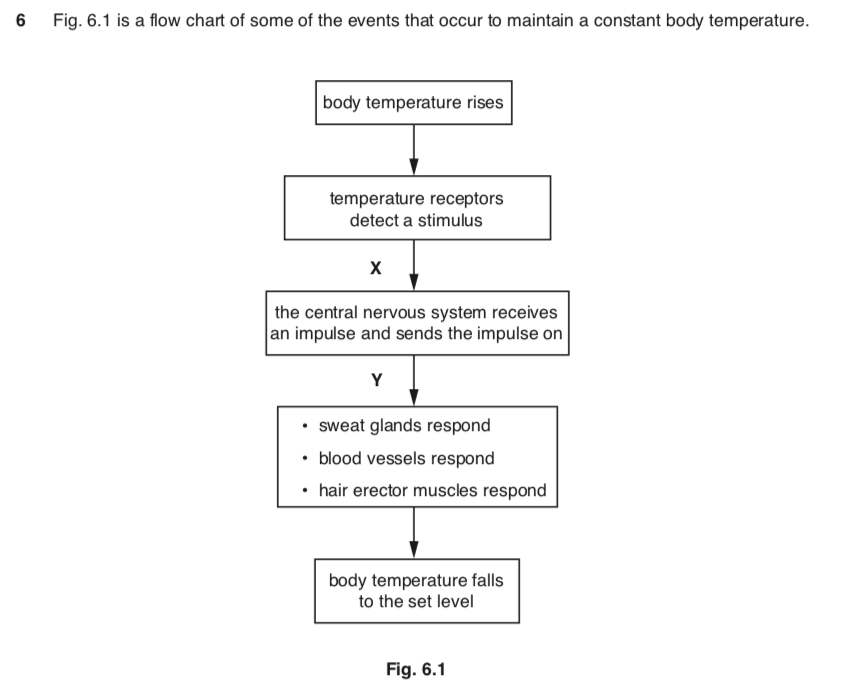 6 Fig. 6.1 is a flow chart of some of the events that occur to maintain a constant body temperature.
body temperature rises
temperature receptors
detect a stimulus
X
the central nervous system receives
an impulse and sends the impulse on
Y
• sweat glands respond
• blood vessels respond
• hair erector muscles respond
body temperature falls
to the set level
Fig. 6.1